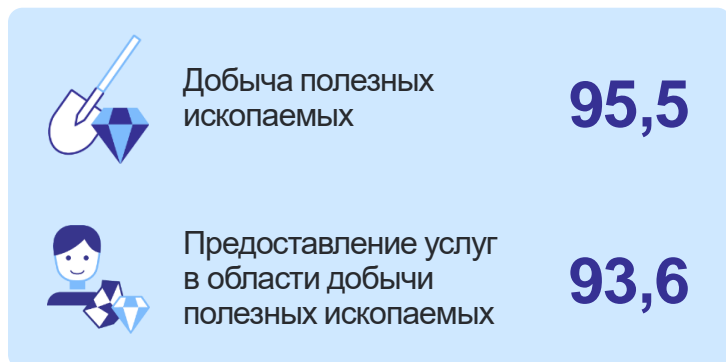 Добыча полезных
ископаемых
95,5
Предоставление услуг
в области добычи
полезных ископаемых
93,6